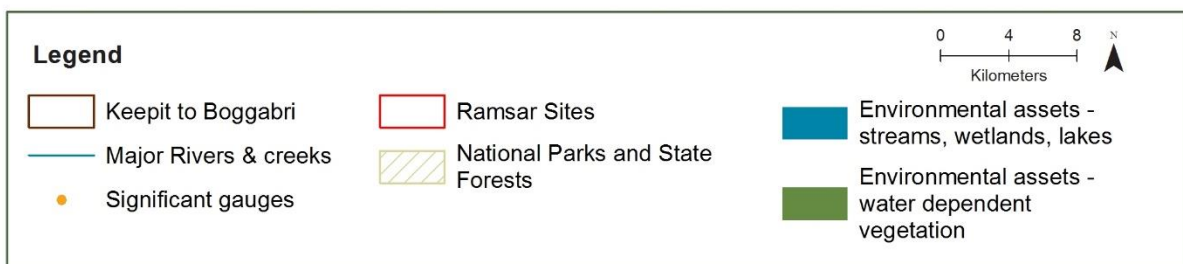 Legend
0 4 8
Kilometers
N
Keepit to Boggabri
Major Rivers & creeks
Significant gauges
Ramsar Sites
National Parks and State
Forests
Environmental assets -
streams, wetlands, lakes
Environmental assets -
water dependent
vegetation